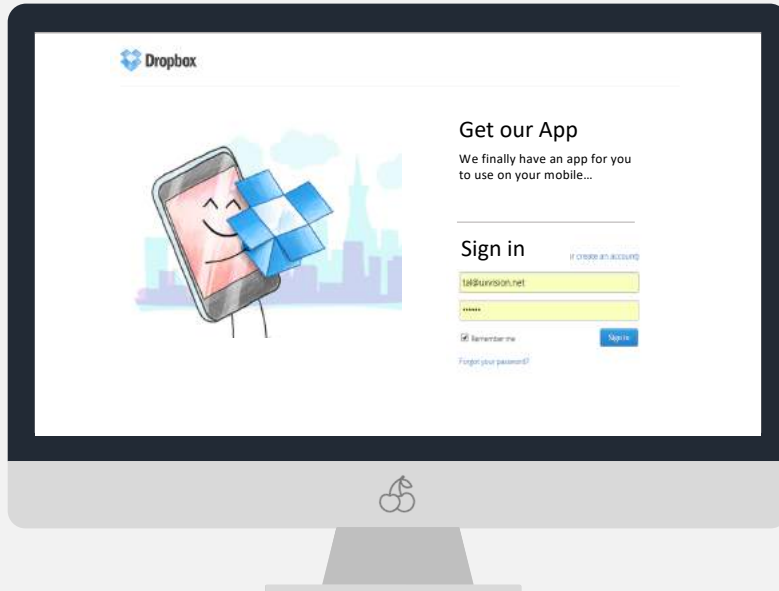 Dropbox
Get our App
We finally have an app for you
to use on your mobile…
Sign in
(r create an account)
tal@uxvision.net
••••••
Remember me
Sign in
Forgot your password?